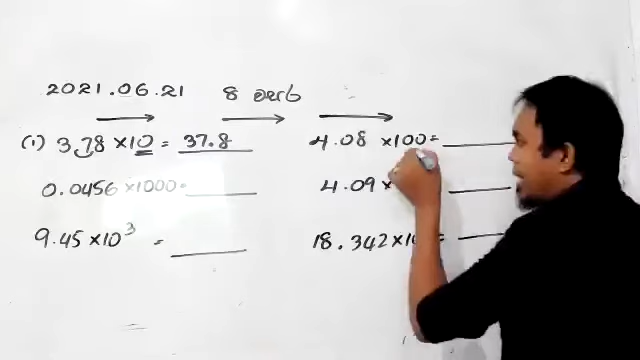 2021.06.21
(1) 3.78 ×10 = 37.8
4.08 ×100 =
0.0456 ×1000 =
4.09 ×
9.45 ×10³ =
18.342 ×10 =